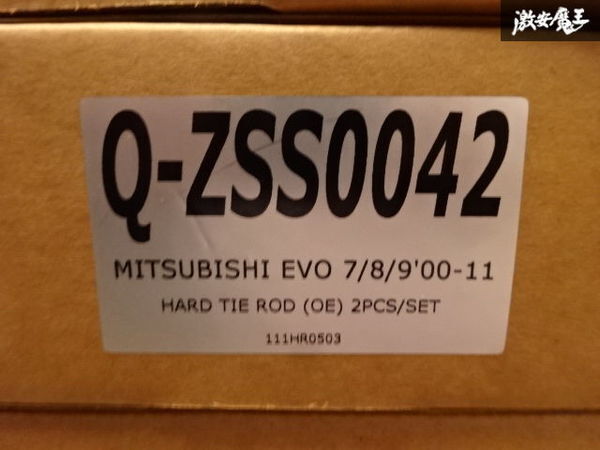 激安魔王
Q-ZSS0042
MITSUBISHI EVO 7/8/9'00-11
HARD TIE ROD (OE) 2PCS/SET
111HR0503